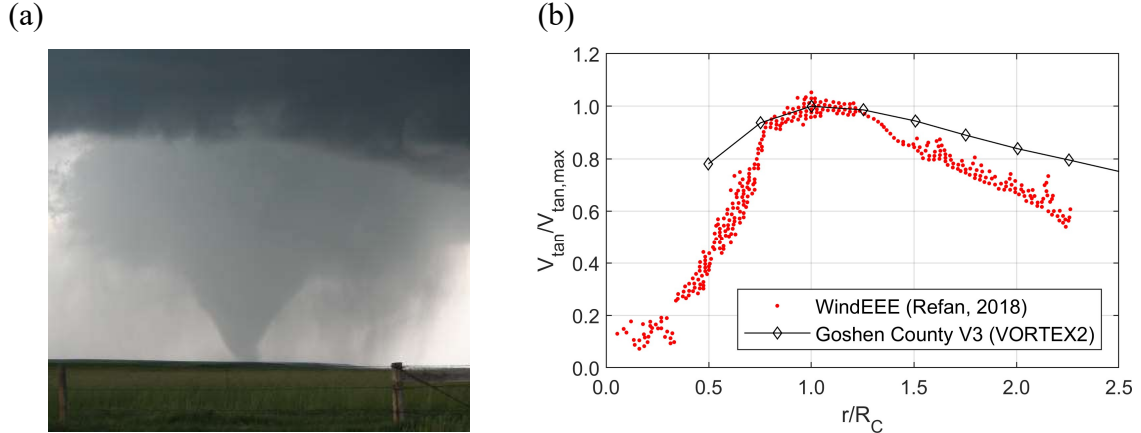 (a)
(b)
1.2
1.0
0.8
0.6
0.4
0.2
0.0
V_tan/V_tan,max
WindEEE (Refan, 2018)
Goshen County V3 (VORTEX2)
0.0 0.5 1.0 1.5 2.0 2.5
r/R_C